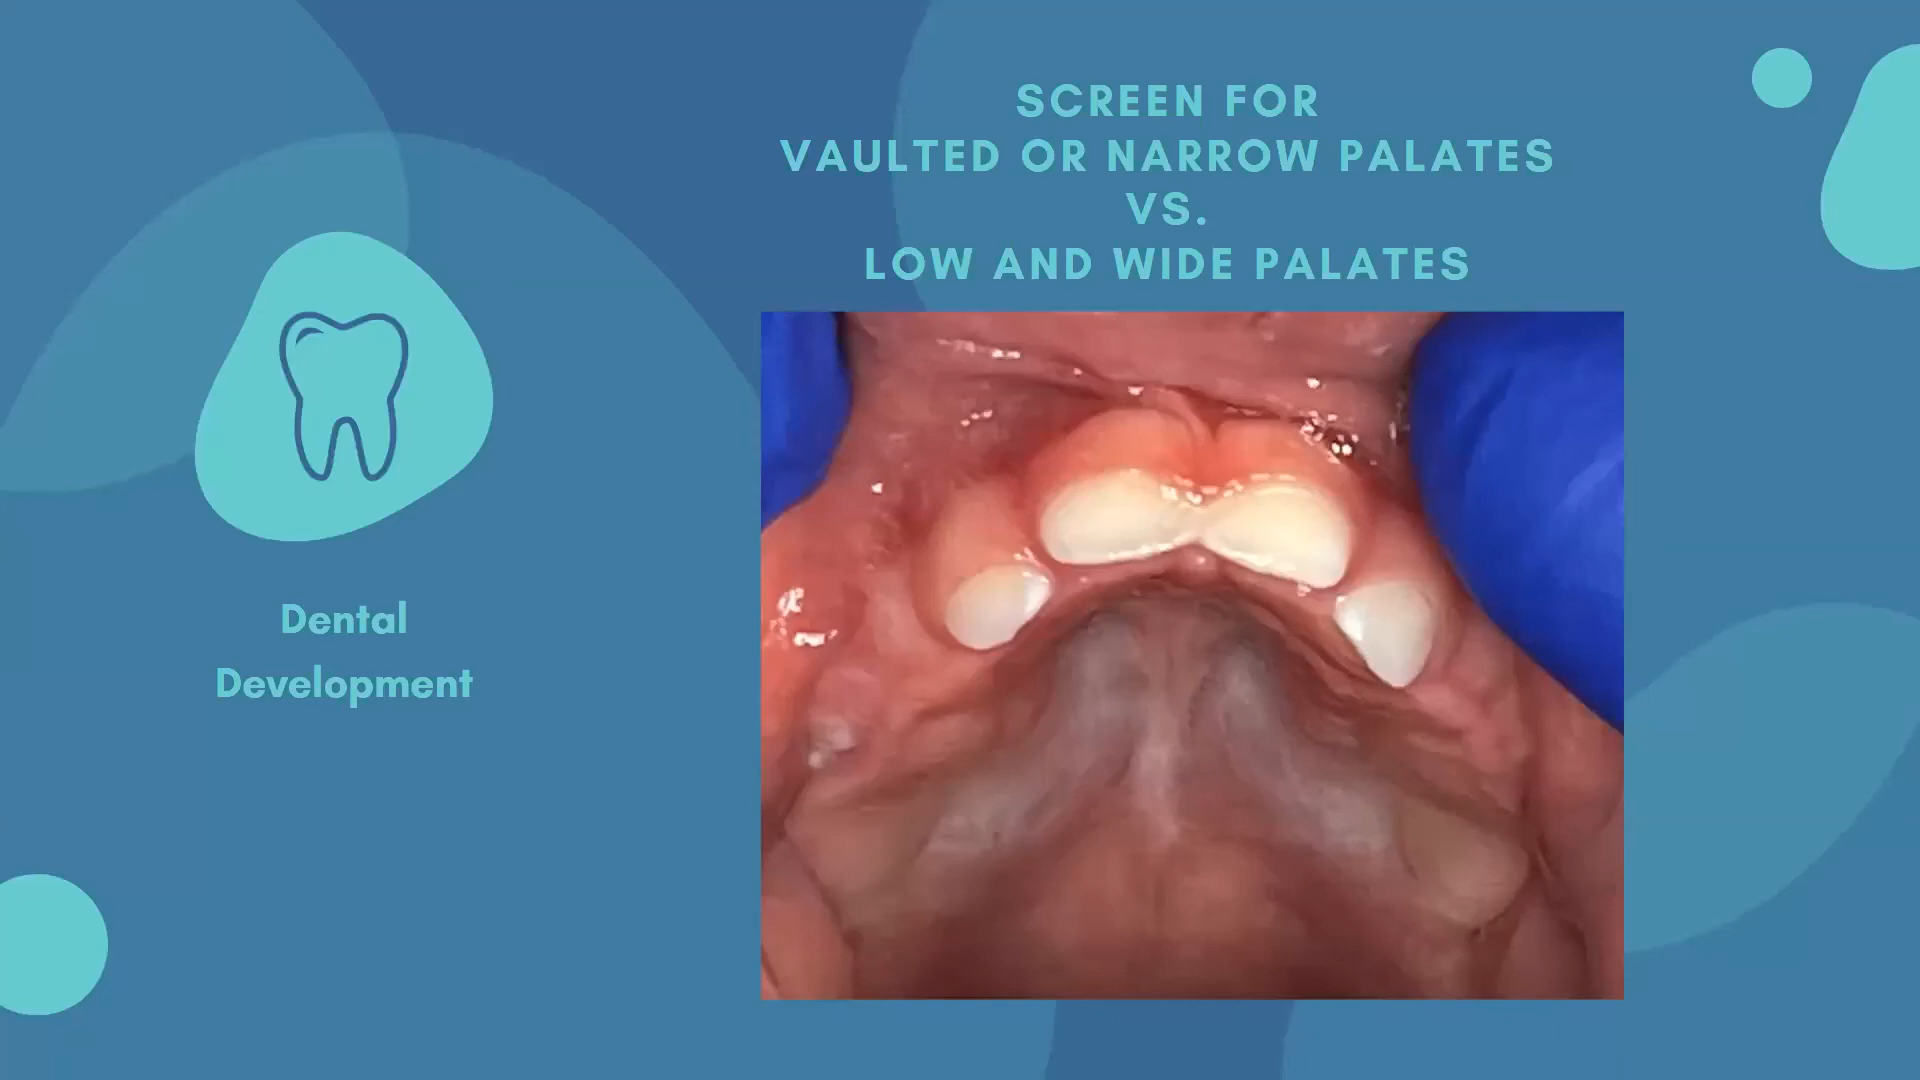 SCREEN FOR
VAULTED OR NARROW PALATES
VS.
LOW AND WIDE PALATES
Dental
Development